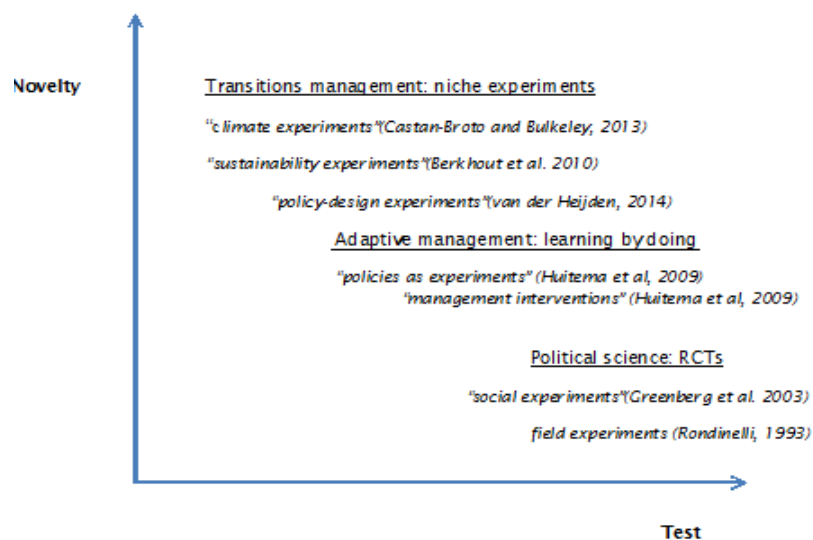 Novelty
Transitions management: niche experiments
"climate experiments"(Castan-Broto and Bulkeley, 2013)
"sustainability experiments"(Berkhout et al. 2010)
"policy-design experiments"(van der Heijden, 2014)
Adaptive management: learning by doing
"policies as experiments" (Huitema et al, 2009)
"management interventions" (Huitema et al, 2009)
Political science: RCTs
"social experiments"(Greenberg et al. 2003)
field experiments (Rondinelli, 1993)
Test